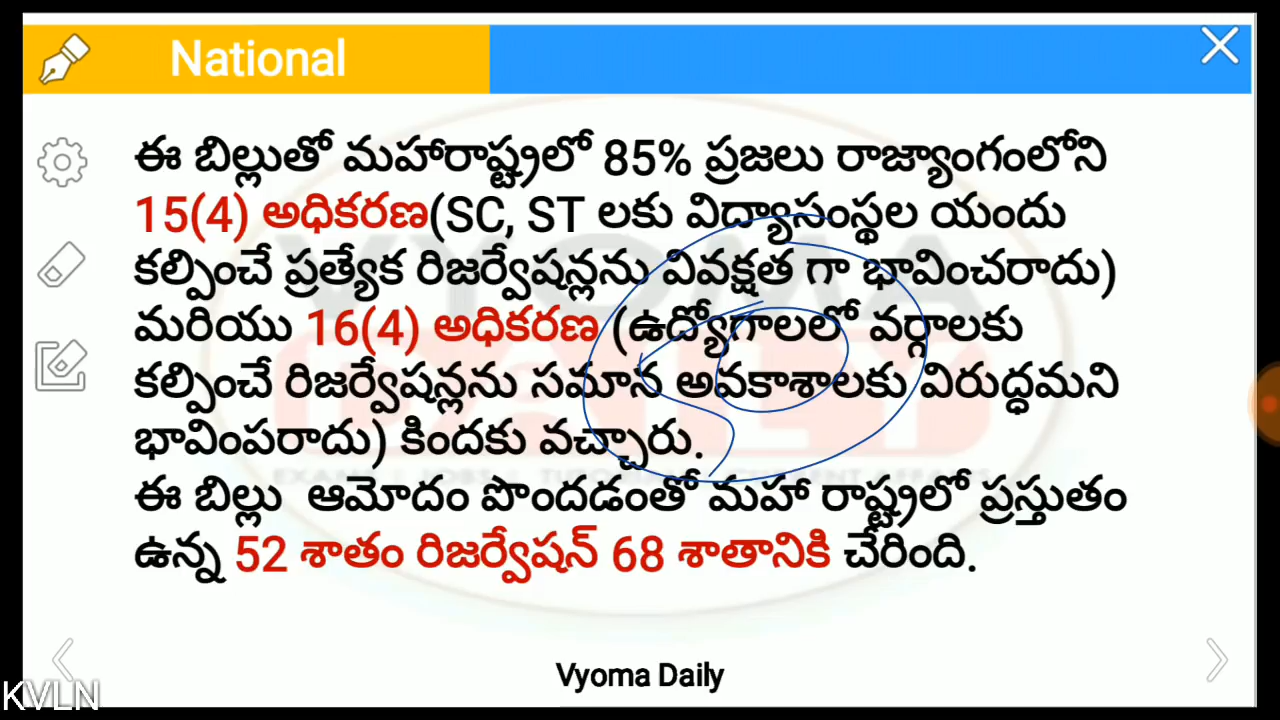 National
ఈ బిల్లుతో మహారాష్ట్రలో 85% ప్రజలు రాజ్యాంగంలోని
15(4) అధికరణ(SC, ST లకు విద్యాసంస్థల యందు
కల్పించే ప్రత్యేక రిజర్వేషన్లను వివక్షత గా భావించరాదు)
మరియు 16(4) అధికరణ (ఉద్యోగాలలో వర్గాలకు
కల్పించే రిజర్వేషన్లను సమాన అవకాశాలకు విరుద్ధమని
భావింపరాదు) కిందకు వచ్చారు.
ఈ బిల్లు ఆమోదం పొందడంతో మహా రాష్ట్రలో ప్రస్తుతం
ఉన్న 52 శాతం రిజర్వేషన్ 68 శాతానికి చేరింది.
Vyoma Daily
KVLN